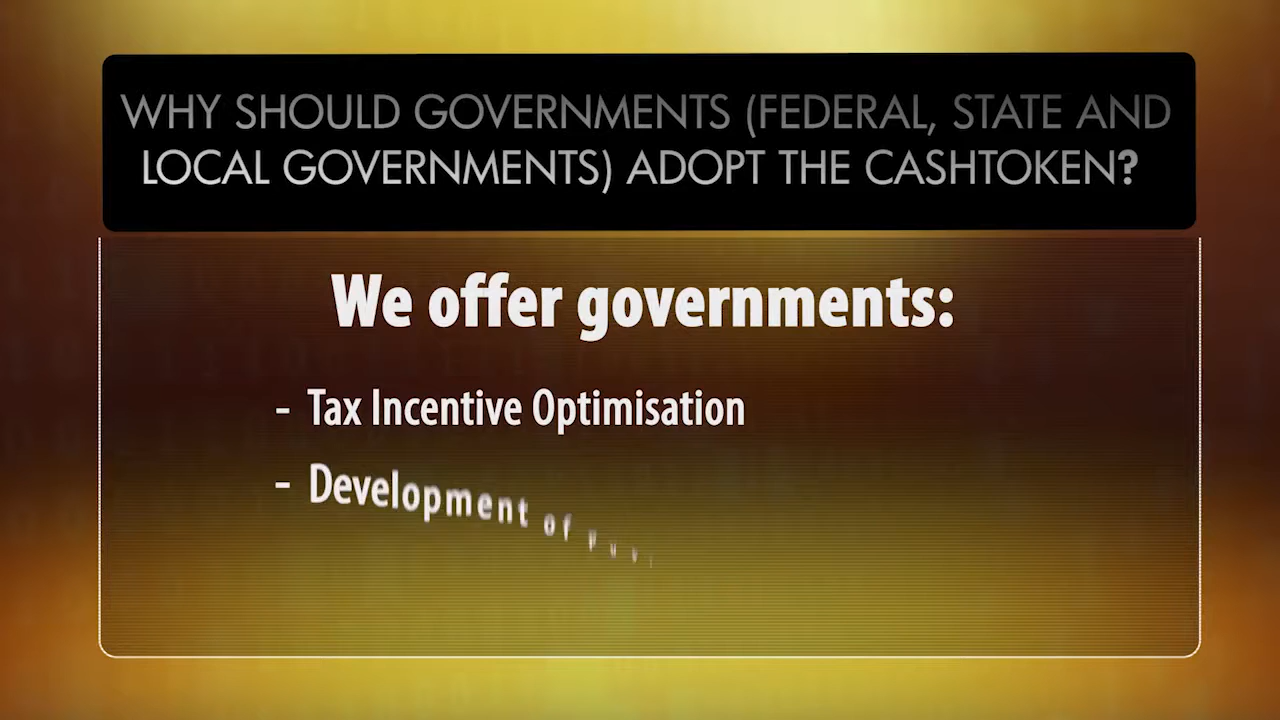 WHY SHOULD GOVERNMENTS (FEDERAL, STATE AND
LOCAL GOVERNMENTS) ADOPT THE CASHTOKEN?
We offer governments:
- Tax Incentive Optimisation
- Development of